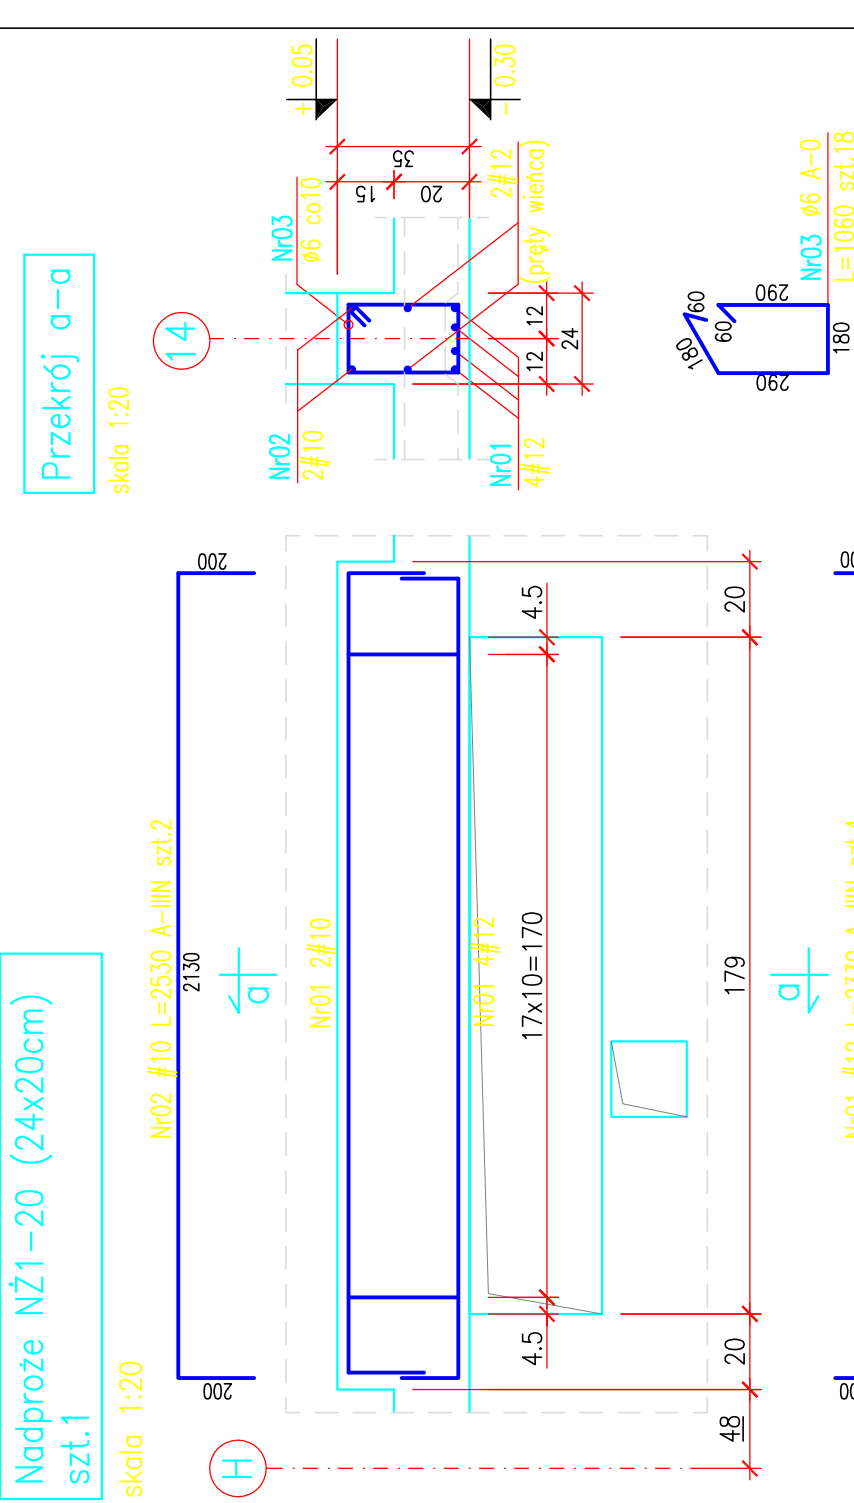 Nadproże NŻ1-20 (24x20cm)
szt.1
skala 1:20
Nr02 #10 L=2530 A-IIIN szt.2
200
2130
200
a
a
Nr01 2#10
Nr01 4#12
4.5
17x10=170
4.5
20
179
20
48
H
Przekrój a-a
skala 1:20
14
Nr03
ø6 co10
Nr02
2#10
Nr01
4#12
2#12
(pręty wieńca)
+ 0.05
- 0.30
35
15
20
12
12
24
Nr03 ø6 A-0
L=1060 szt.18
60
60
180
290
290
180